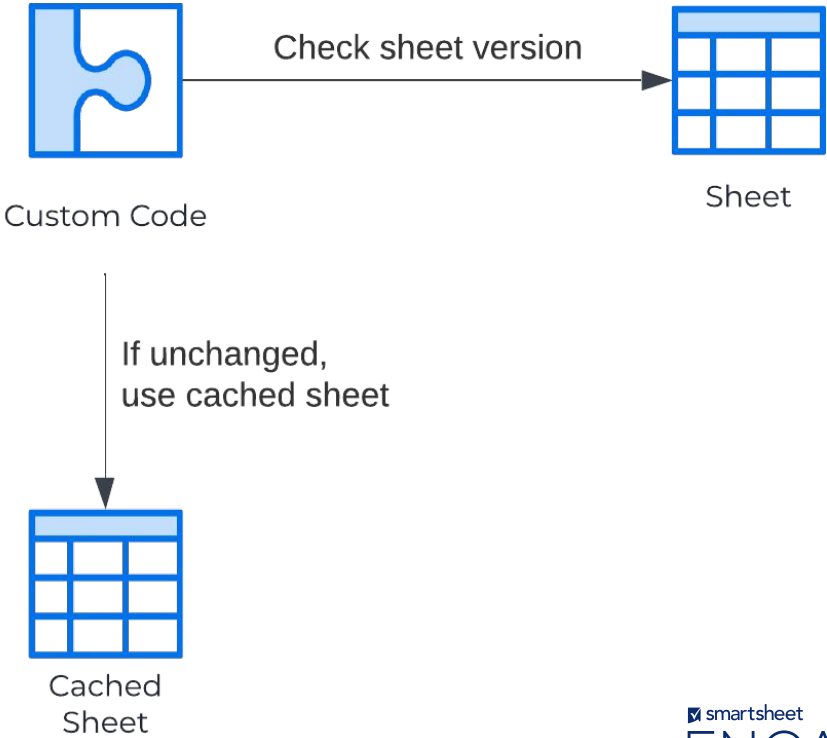 Check sheet version
Sheet
Custom Code
If unchanged,
use cached sheet
Cached
Sheet
smartsheet